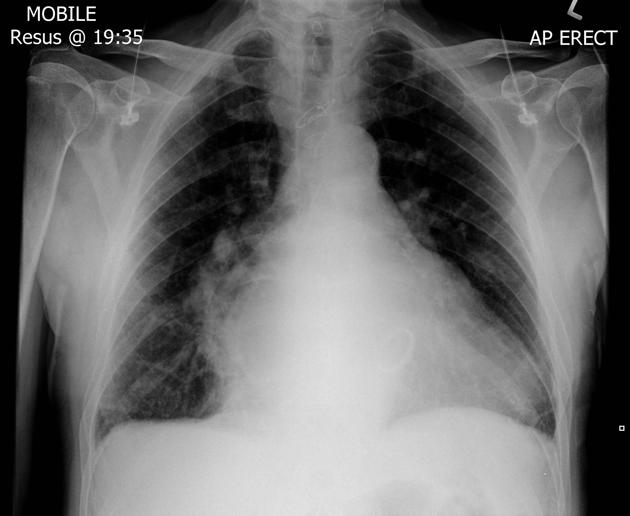 MOBILE
Resus @ 19:35
AP ERECT
L